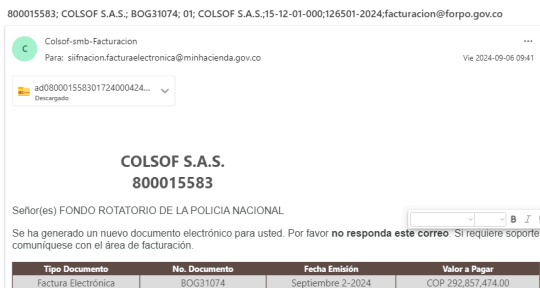 800015583; COLSOF S.A.S.; BOG31074; 01; COLSOF S.A.S.;15-12-01-000;126501-2024;facturacion@forpo.gov.co
C
Colsof-smb-Facturacion
Para: siifnacion.facturaelectronica@minhacienda.gov.co
Vie 2024-09-06 09:41
ad080001558301724000424...
Descargado
COLSOF S.A.S.
800015583
Señor(es) FONDO ROTATORIO DE LA POLICIA NACIONAL
B I
Se ha generado un nuevo documento electrónico para usted. Por favor no responda este correo. Si requiere soporte
comuníquese con el área de facturación.
Tipo Documento No. Documento Fecha Emisión Valor a Pagar
Factura Electrónica BOG31074 Septiembre 2-2024 COP 292,857,474.00